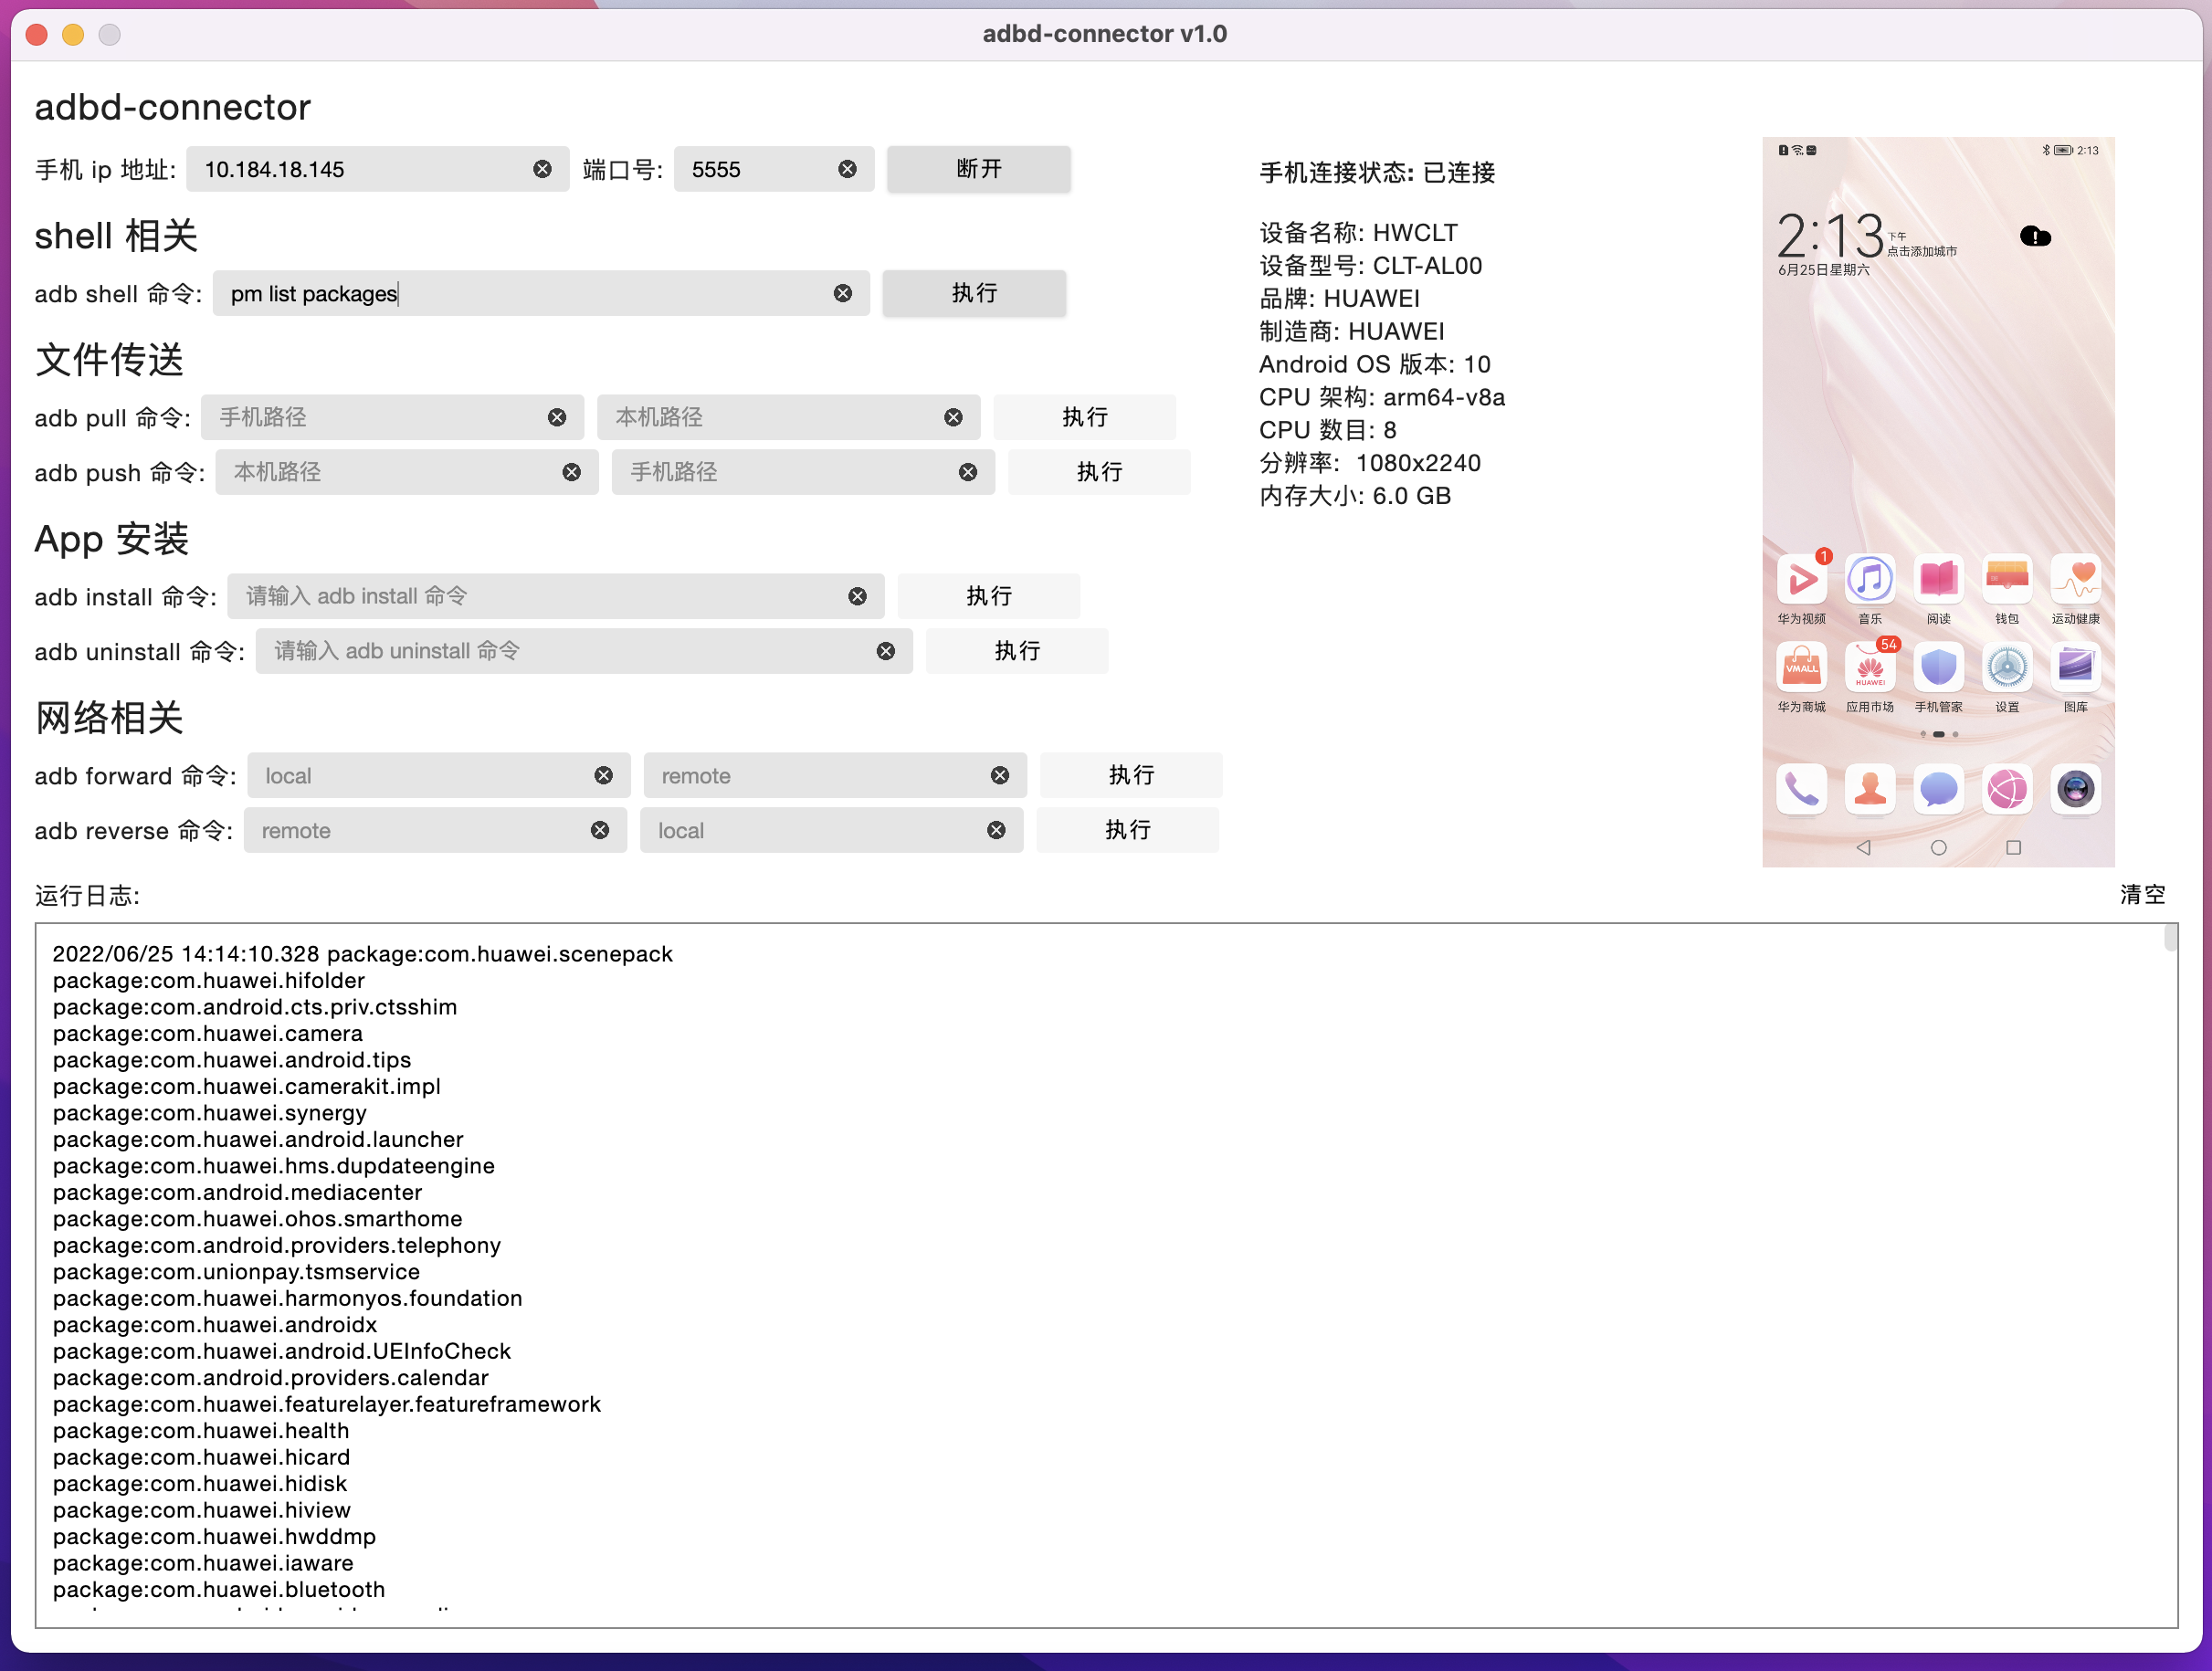 adbd-connector v1.0
adbd-connector
手机 ip 地址: 10.184.18.145 端口号: 5555 断开
shell 相关
adb shell 命令: pm list packages 执行
文件传送
adb pull 命令: 手机路径 本机路径 执行
adb push 命令: 本机路径 手机路径 执行
App 安装
adb install 命令: 请输入 adb install 命令 执行
adb uninstall 命令: 请输入 adb uninstall 命令 执行
网络相关
adb forward 命令: local remote 执行
adb reverse 命令: remote local 执行
手机连接状态: 已连接
设备名称: HWCLT
设备型号: CLT-AL00
品牌: HUAWEI
制造商: HUAWEI
Android OS 版本: 10
CPU 架构: arm64-v8a
CPU 数目: 8
分辨率: 1080x2240
内存大小: 6.0 GB
2:13
2:13 下午
点击添加城市
6月25日星期六
1
华为视频 音乐 阅读 钱包 运动健康
VMALL HUAWEI 54
华为商城 应用市场 手机管家 设置 图库
运行日志: 清空
2022/06/25 14:14:10.328 package:com.huawei.scenepack
package:com.huawei.hifolder
package:com.android.cts.priv.ctsshim
package:com.huawei.camera
package:com.huawei.android.tips
package:com.huawei.camerakit.impl
package:com.huawei.synergy
package:com.huawei.android.launcher
package:com.huawei.hms.dupdateengine
package:com.android.mediacenter
package:com.huawei.ohos.smarthome
package:com.android.providers.telephony
package:com.unionpay.tsmservice
package:com.huawei.harmonyos.foundation
package:com.huawei.androidx
package:com.huawei.android.UEInfoCheck
package:com.android.providers.calendar
package:com.huawei.featurelayer.featureframework
package:com.huawei.health
package:com.huawei.hicard
package:com.huawei.hidisk
package:com.huawei.hiview
package:com.huawei.hwddmp
package:com.huawei.iaware
package:com.huawei.bluetooth